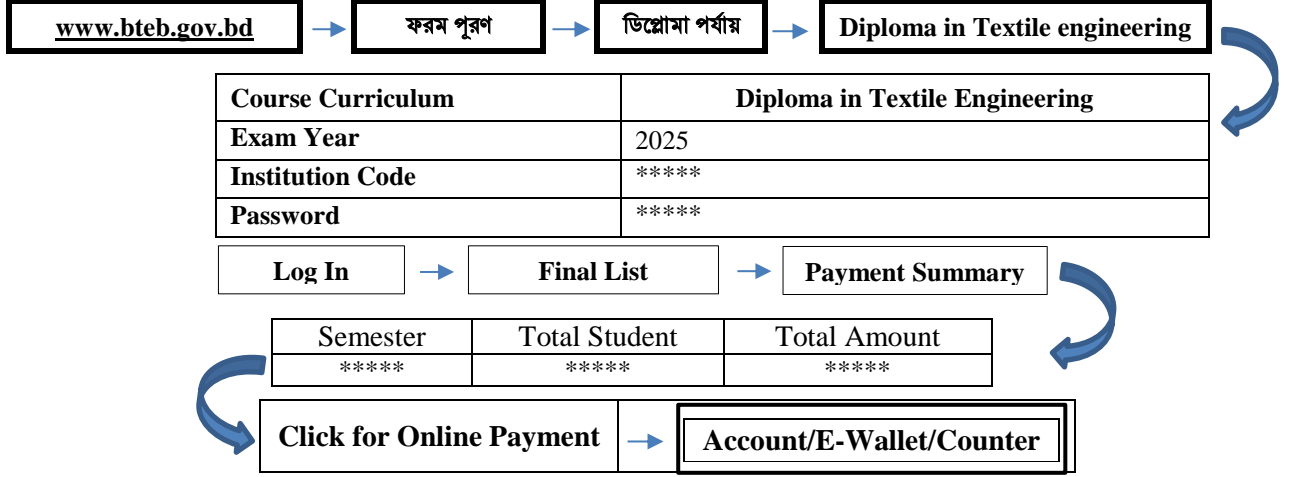 www.bteb.gov.bd ফরম পূরণ ডিপ্লোমা পর্যায় Diploma in Textile engineering
Course Curriculum Diploma in Textile Engineering
Exam Year 2025
Institution Code *****
Password *****
Log In Final List Payment Summary
Semester Total Student Total Amount
***** ***** *****
Click for Online Payment Account/E-Wallet/Counter